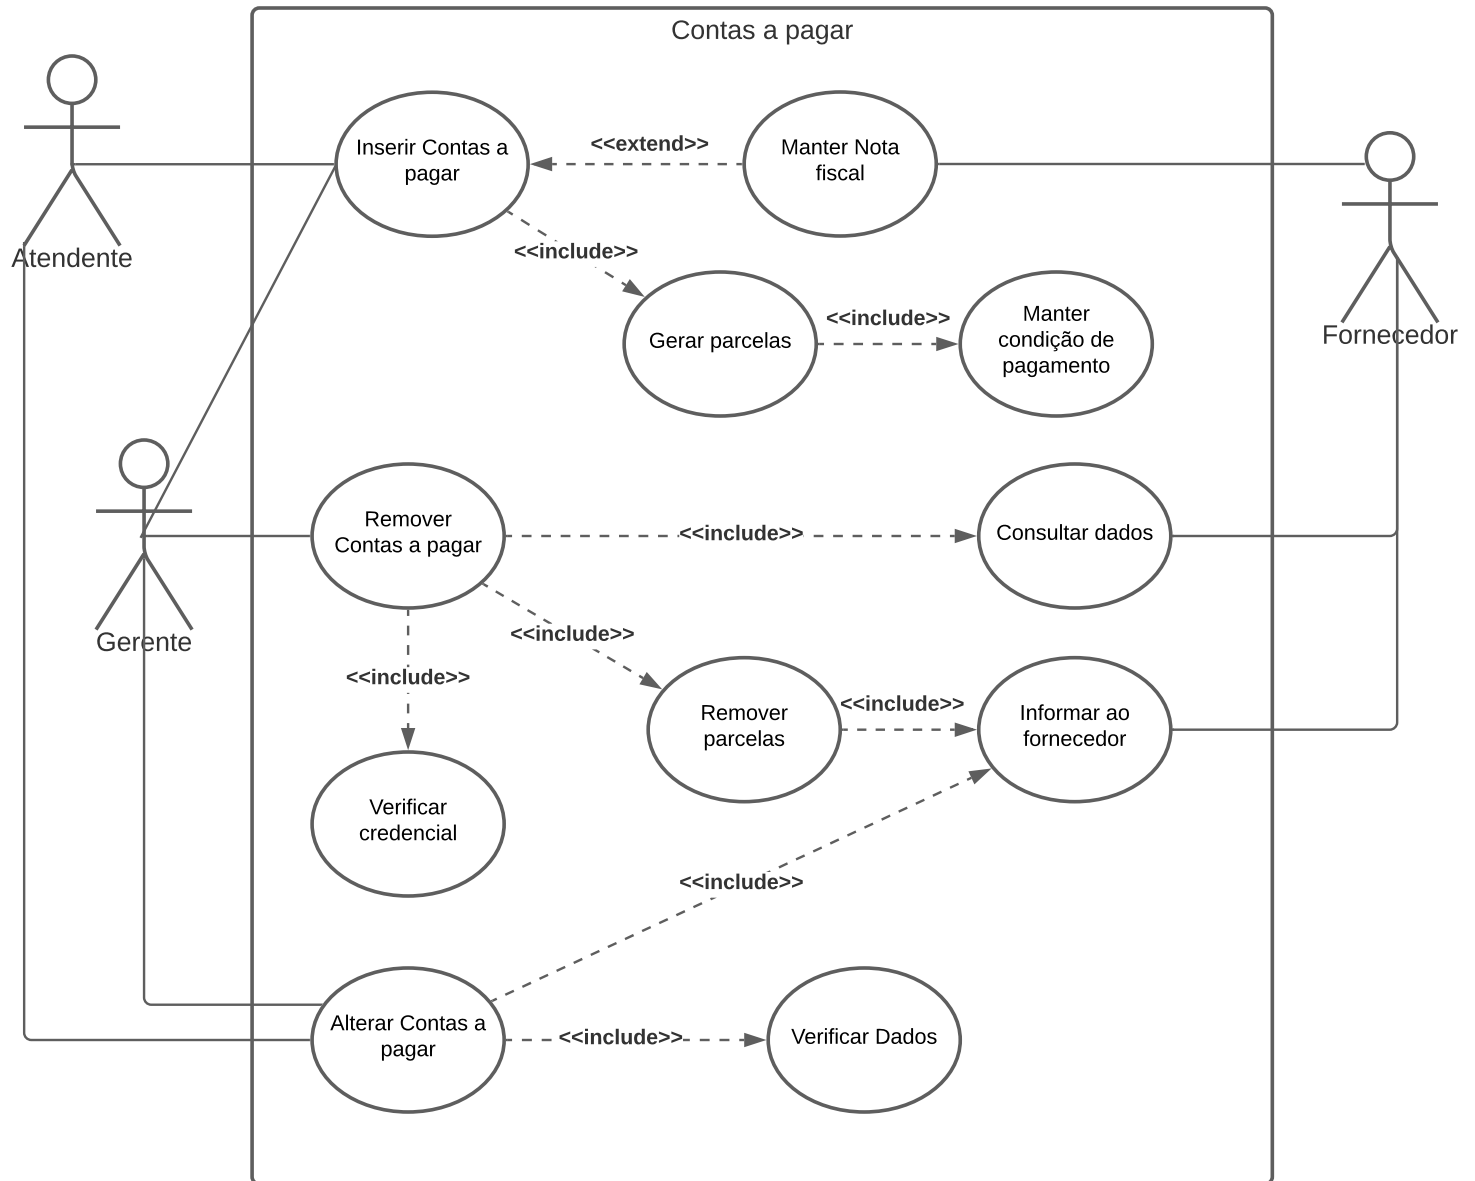 Contas a pagar
Inserir Contas a
pagar
<<extend>>
Manter Nota
fiscal
Atendente
<<include>>
Fornecedor
Gerar parcelas
<<include>>
Manter
condição de
pagamento
Gerente
Remover
Contas a pagar
<<include>>
Consultar dados
<<include>>
<<include>>
Remover
parcelas
<<include>>
Informar ao
fornecedor
Verificar
credencial
<<include>>
Alterar Contas a
pagar
<<include>>
Verificar Dados